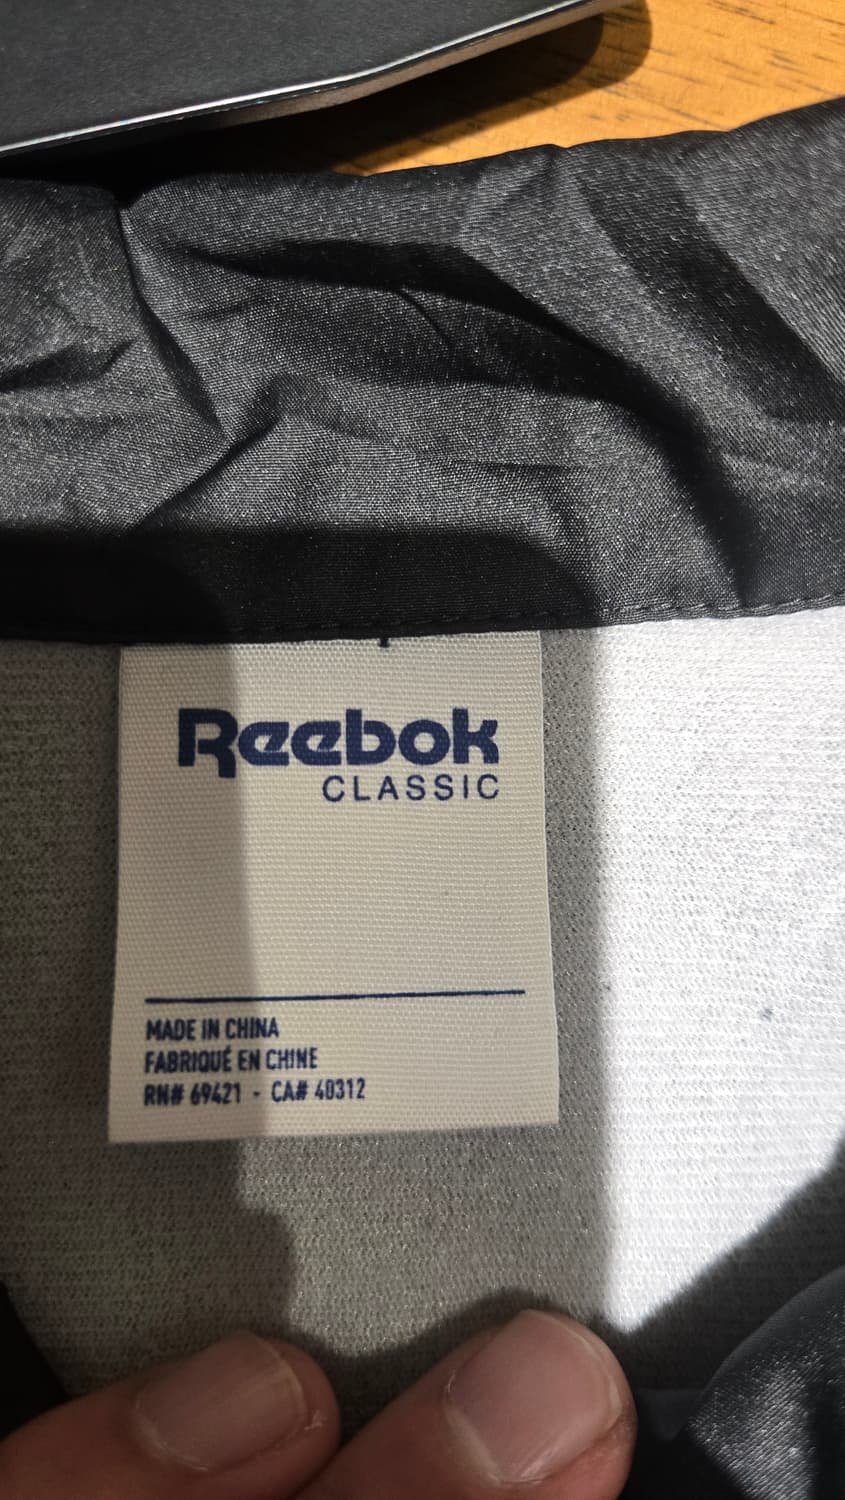 Reebok
CLASSIC
MADE IN CHINA
FABRIQUÉ EN CHINE
RN# 69421 - CA# 40312